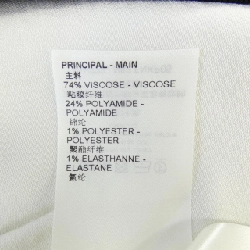 PRINCIPAL - MAIN
主料
74% VISCOSE - VISCOSE
黏胶纤维
24% POLYAMIDE -
POLYAMIDE
锦纶
1% POLYESTER -
POLYESTER
聚酯纤维
1% ELASTHANNE -
ELASTANE
氨纶